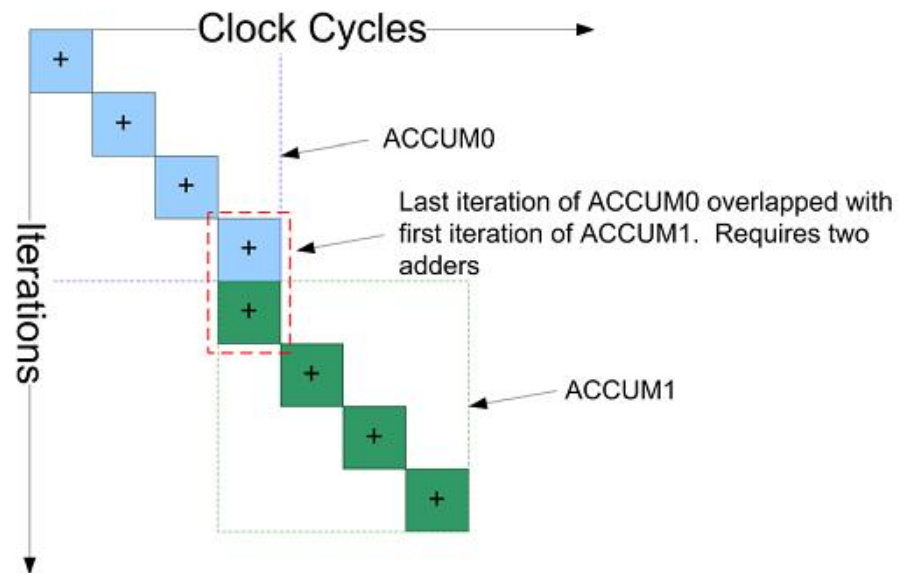 Clock Cycles
+
+
ACCUM0
+
Last iteration of ACCUM0 overlapped with
first iteration of ACCUM1. Requires two
adders
+
Iterations
+
+
ACCUM1
+
+